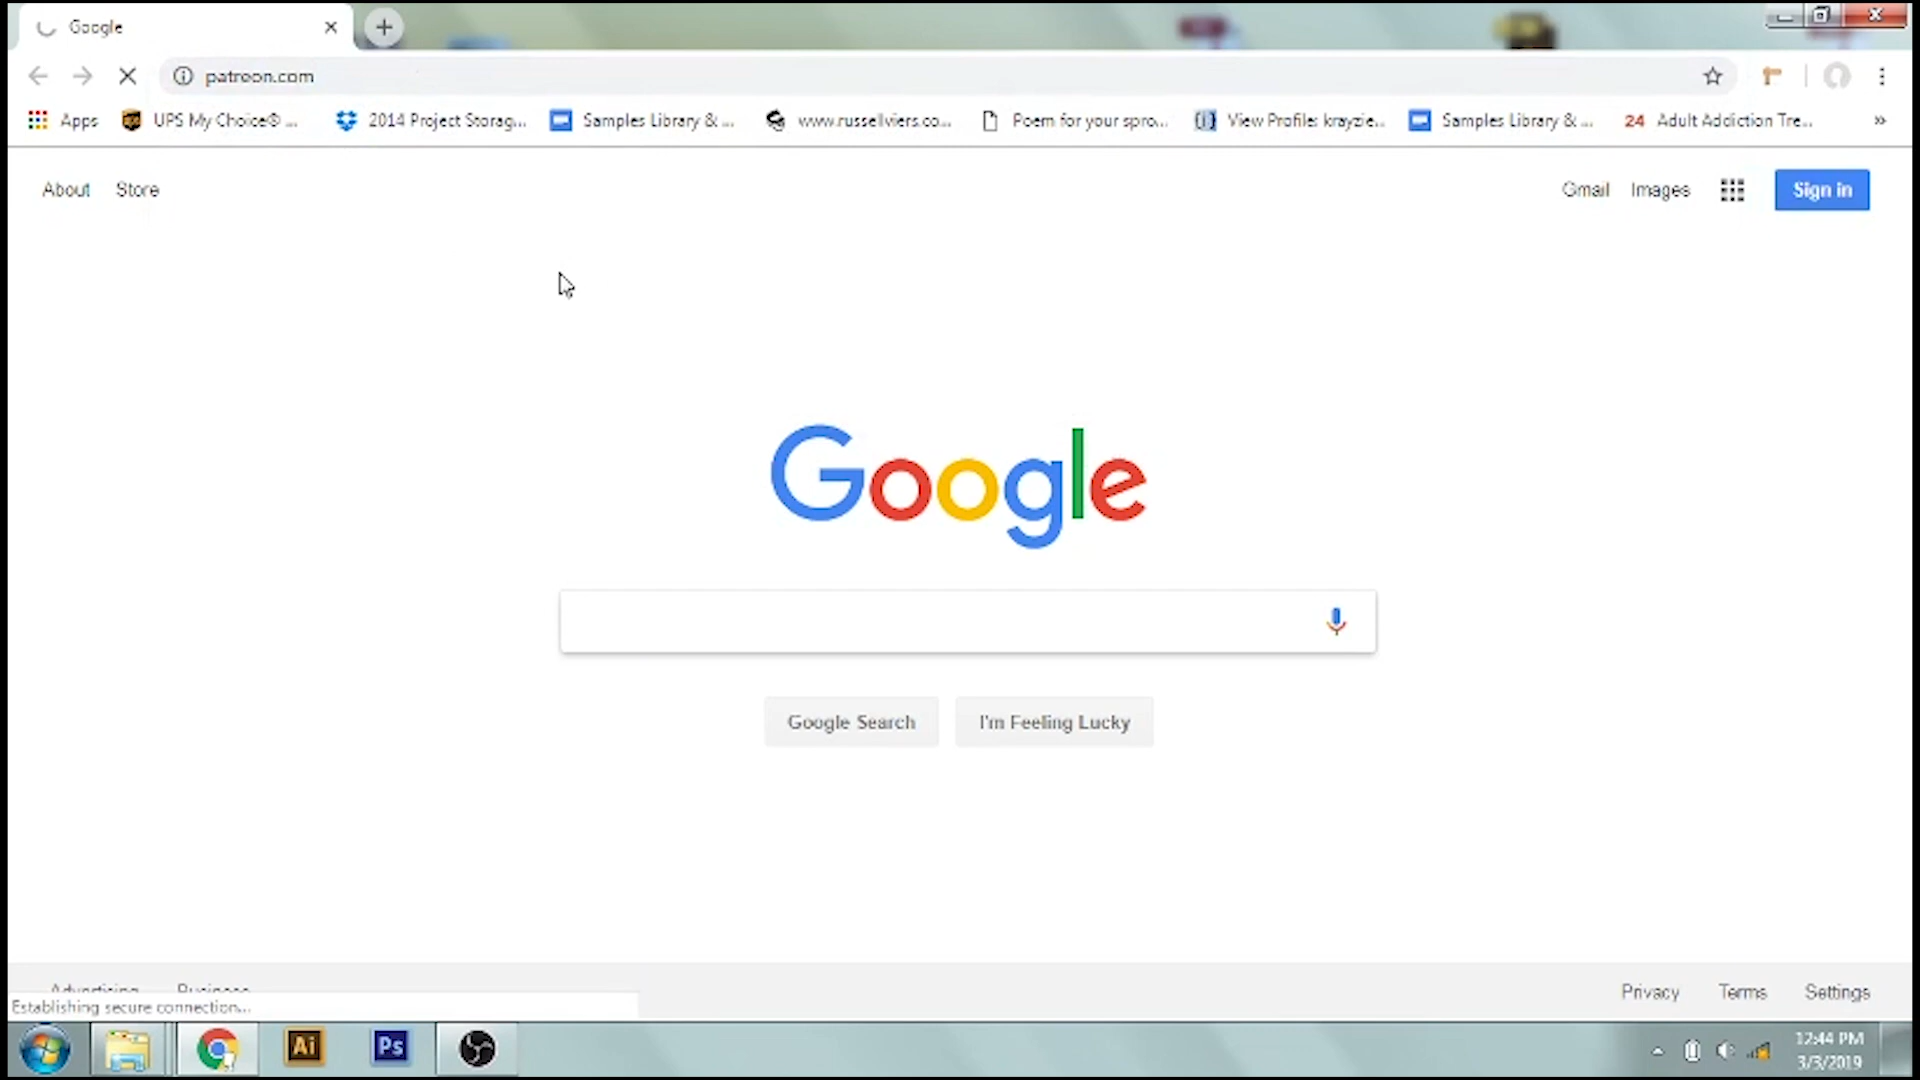 Google
patreon.com
Apps UPS My Choice® ... 2014 Project Storag... Samples Library & ... www.russellviers.co... Poem for your spro... View Profile: krayzie... Samples Library & ... 24 Adult Addiction Tre... »
About Store Gmail Images Sign in
Google
Google Search I'm Feeling Lucky
Advertising Business Privacy Terms Settings
Establishing secure connection...
Ai Ps 12:44 PM
3/3/2019